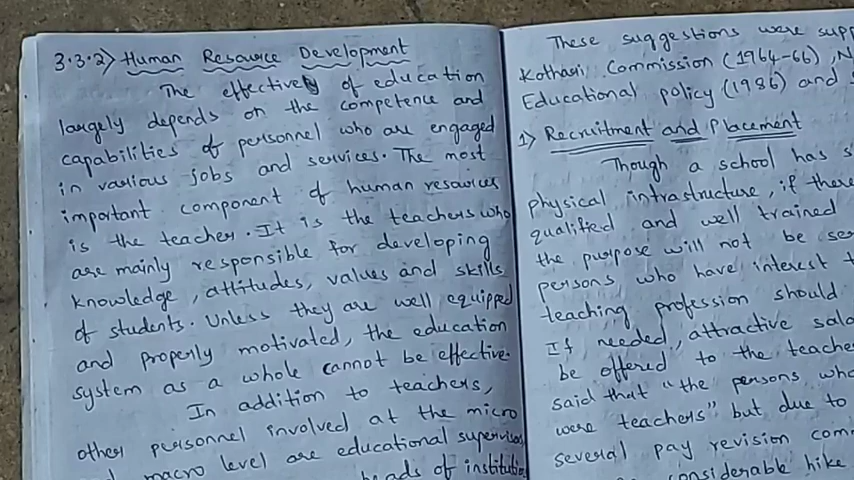 3.3.2) Human Resource Development
The effective of education
largely depends on the competence and
capabilities of personnel who are engaged
in various jobs and services. The most
important component of human resources
is the teacher. It is the teachers who
are mainly responsible for developing
knowledge, attitudes, values and skills
of students. Unless they are well equipped
and properly motivated, the education
system as a whole cannot be effective.
In addition to teachers,
other personnel involved at the micro
macro level are educational supervisors
heads of institution
These suggestions were supp
Kothari Commission (1964-66), N
Educational policy (1986) and
1) Recruitment and Placement
Though a school has s
physical intrastructure, if there
qualified and well trained
the purpose will not be ser
persons who have interest t
teaching profession should
If needed, attractive sala
be offered to the teache
said that "the persons who
were teachers" but due to
several pay revision com
considerable hike